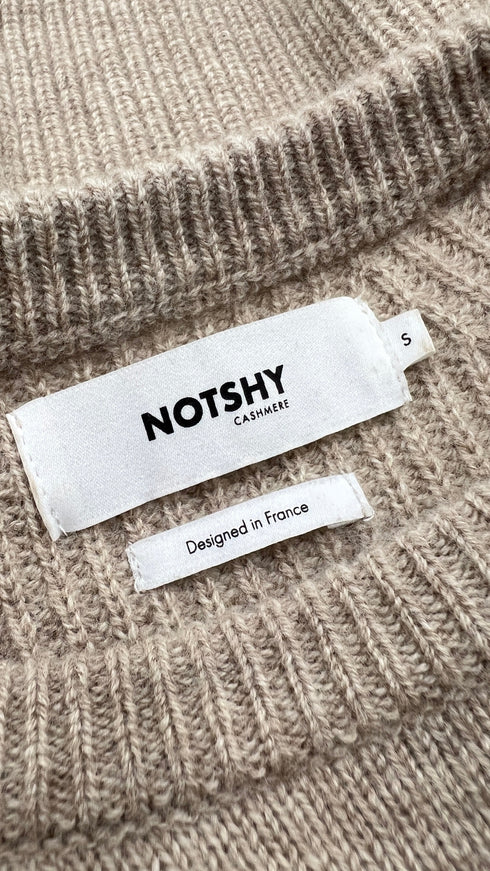 NOTSHY
CASHMERE
S
Designed in France